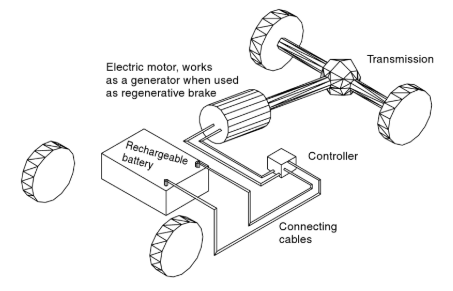 Transmission
Electric motor, works
as a generator when used
as regenerative brake
Rechargeable
battery
Controller
Connecting
cables